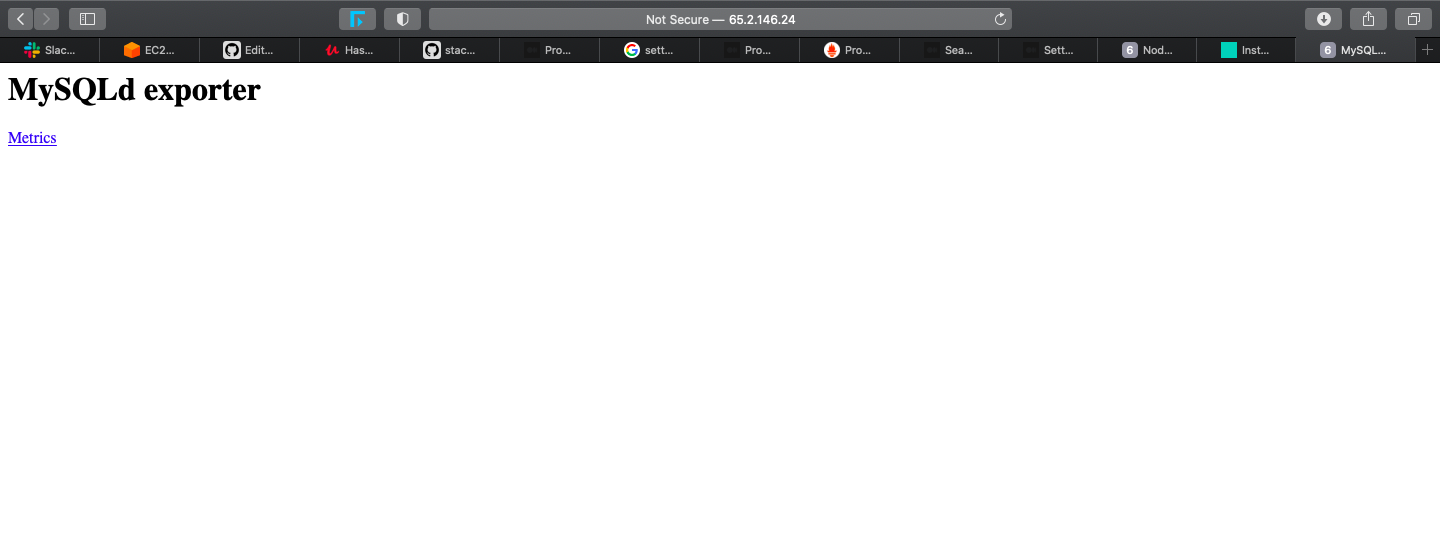 Not Secure — 65.2.146.24
Slac... EC2... Edit... Has... stac... Pro... sett... Pro... Pro... Sea... Sett... 6 Nod... Inst... 6 MySQL...
MySQLd exporter
Metrics